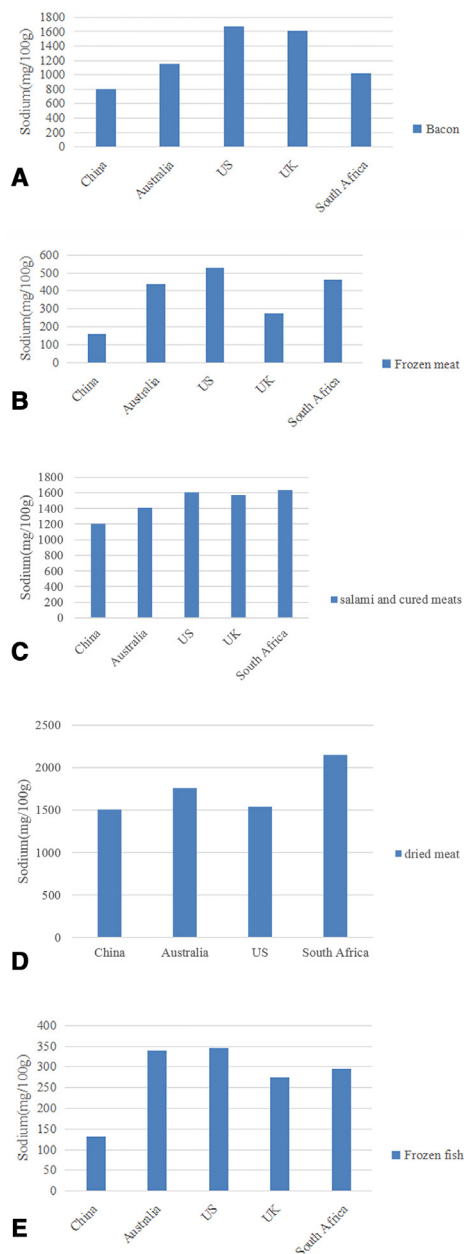 Sodium(mg/100g)
1800
1600
1400
1200
1000
800
600
400
200
0
China
Australia
US
UK
South Africa
Bacon
A
Sodium(mg/100g)
600
500
400
300
200
100
0
China
Australia
US
UK
South Africa
Frozen meat
B
Sodium(mg/100g)
1800
1600
1400
1200
1000
800
600
400
200
0
China
Australia
US
UK
South Africa
salami and cured meats
C
Sodium(mg/100g)
2500
2000
1500
1000
500
0
China
Australia
US
South Africa
dried meat
D
Sodium(mg/100g)
400
350
300
250
200
150
100
50
0
China
Australia
US
UK
South Africa
Frozen fish
E